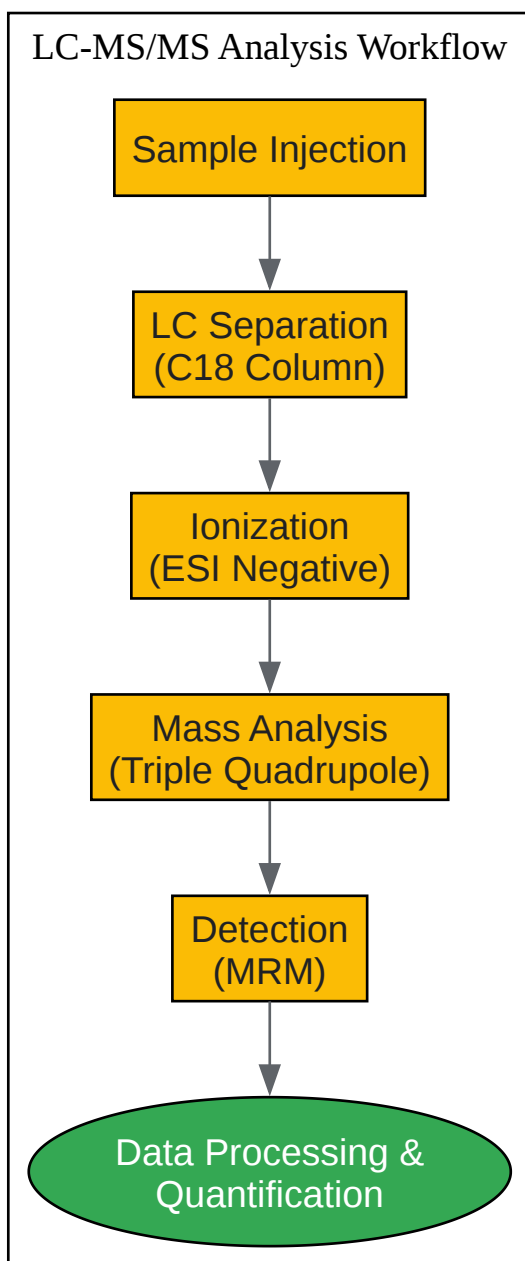 LC-MS/MS Analysis Workflow
Sample Injection
LC Separation
(C18 Column)
Ionization
(ESI Negative)
Mass Analysis
(Triple Quadrupole)
Detection
(MRM)
Data Processing &
Quantification